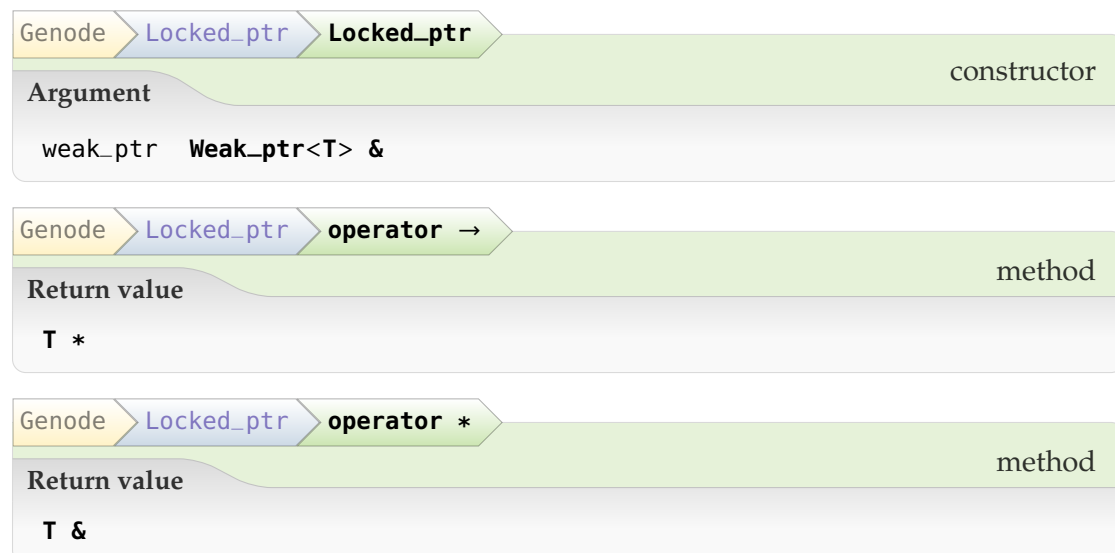 Genode Locked_ptr Locked_ptr
constructor
Argument
weak_ptr Weak_ptr<T> &
Genode Locked_ptr operator →
method
Return value
T *
Genode Locked_ptr operator *
method
Return value
T &